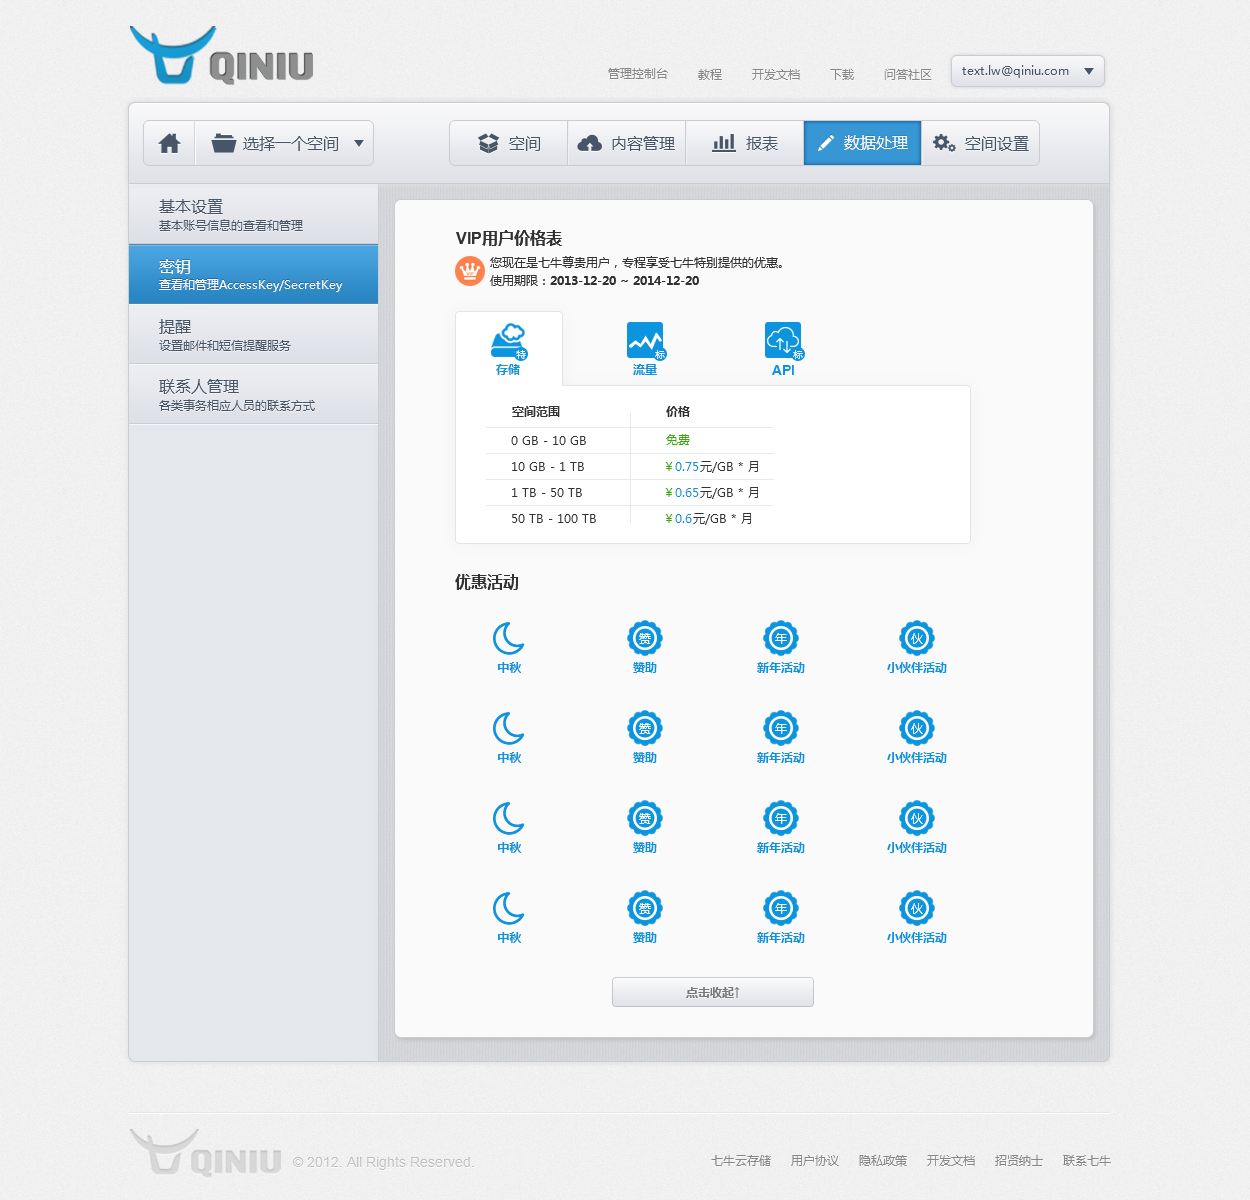 QINIU
管理控制台 教程 开发文档 下载 问答社区 text.lw@qiniu.com
选择一个空间 空间 内容管理 报表 数据处理 空间设置
基本设置
基本账号信息的查看和管理
密钥
查看和管理AccessKey/SecretKey
提醒
设置邮件和短信提醒服务
联系人管理
各类事务相应人员的联系方式
VIP用户价格表
您现在是七牛尊贵用户，专程享受七牛特别提供的优惠。
使用期限：2013-12-20 ~ 2014-12-20
特 标 标
存储 流量 API
空间范围 价格
0 GB - 10 GB 免费
10 GB - 1 TB ¥ 0.75元/GB * 月
1 TB - 50 TB ¥ 0.65元/GB * 月
50 TB - 100 TB ¥ 0.6元/GB * 月
优惠活动
赞 年 伙
中秋 赞助 新年活动 小伙伴活动
赞 年 伙
中秋 赞助 新年活动 小伙伴活动
赞 年 伙
中秋 赞助 新年活动 小伙伴活动
赞 年 伙
中秋 赞助 新年活动 小伙伴活动
点击收起↑
QINIU © 2012. All Rights Reserved. 七牛云存储 用户协议 隐私政策 开发文档 招贤纳士 联系七牛